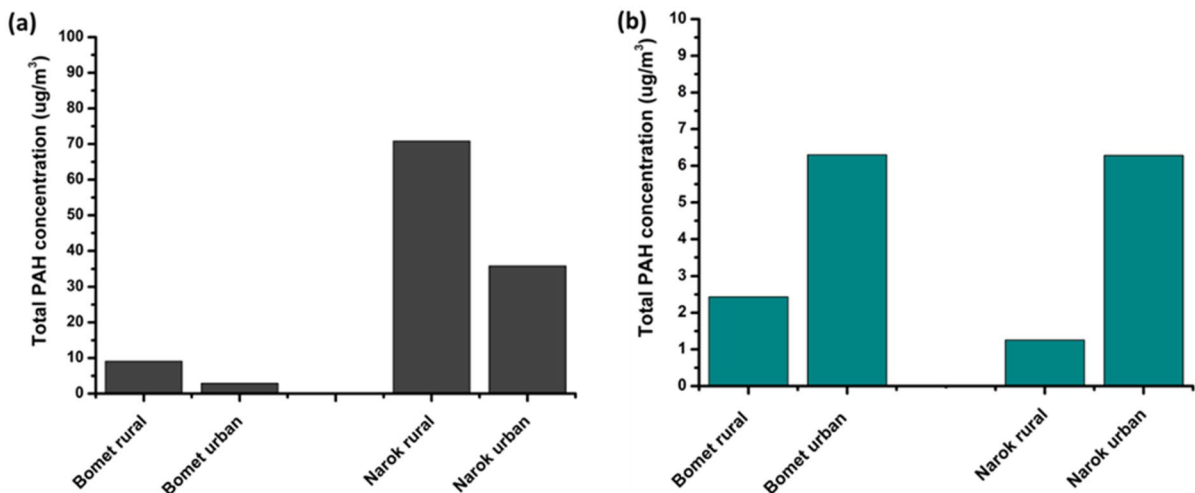 (a)
Total PAH concentration (ug/m³)
100
90
80
70
60
50
40
30
20
10
0
Bomet rural
Bomet urban
Narok rural
Narok urban
(b)
Total PAH concentration (ug/m³)
10
9
8
7
6
5
4
3
2
1
0
Bomet rural
Bomet urban
Narok rural
Narok urban